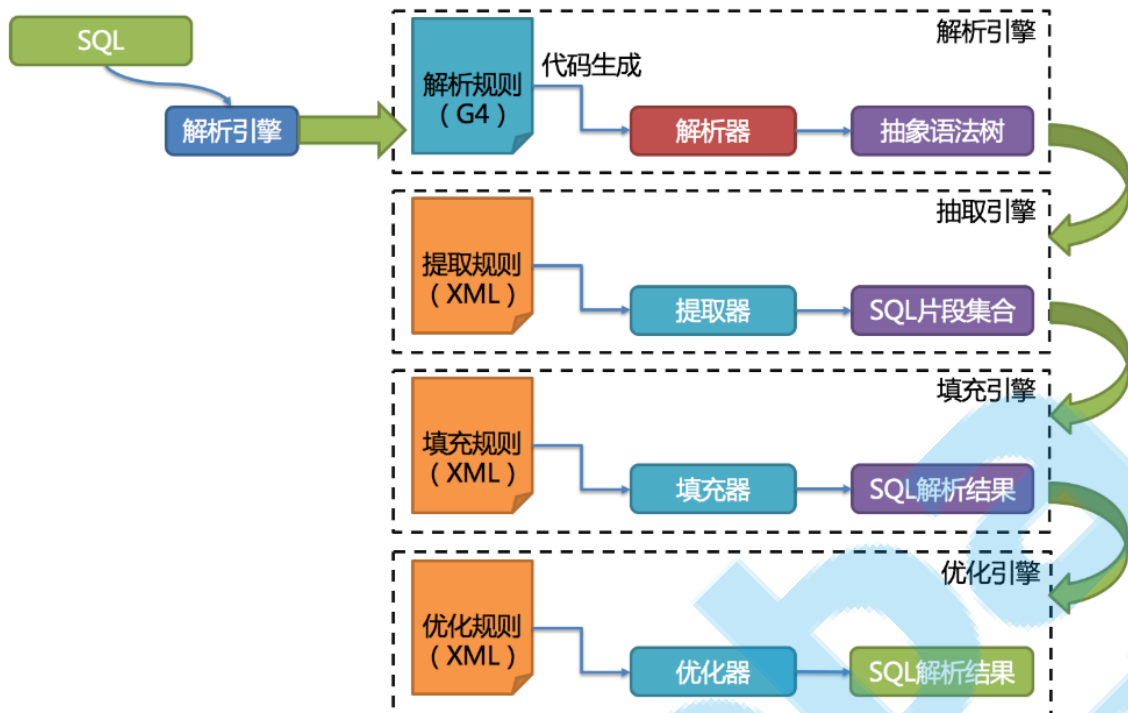 SQL
解析引擎
解析引擎
解析规则
（G4）
代码生成
解析器
抽象语法树
抽取引擎
提取规则
（XML）
提取器
SQL片段集合
填充引擎
填充规则
（XML）
填充器
SQL解析结果
优化引擎
优化规则
（XML）
优化器
SQL解析结果